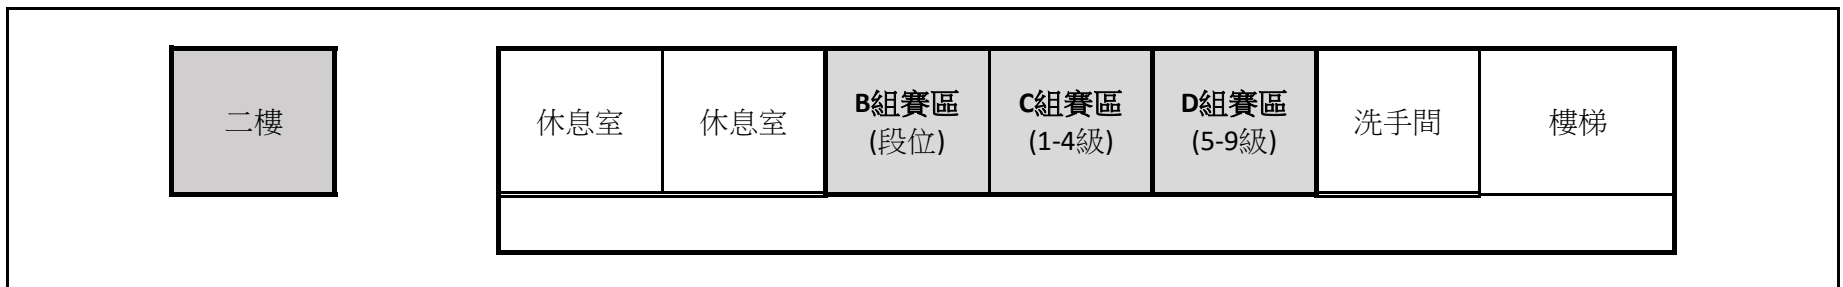 二樓
休息室
休息室
B組賽區
(段位)
C組賽區
(1-4級)
D組賽區
(5-9級)
洗手間
樓梯